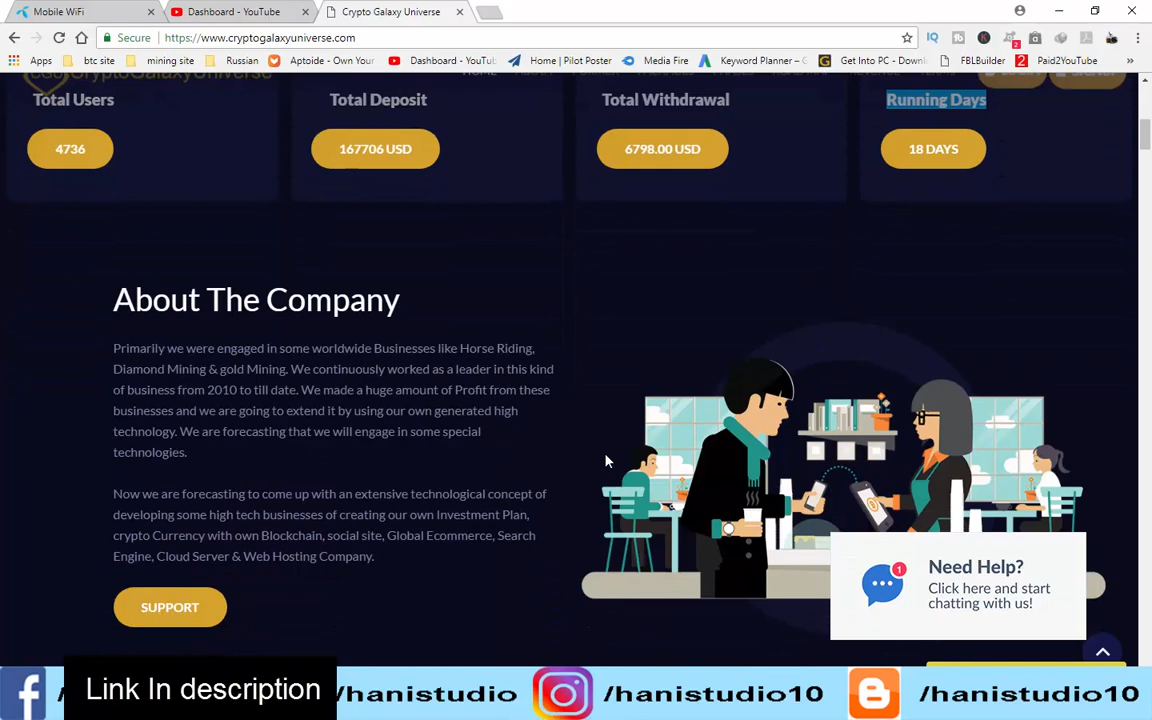 Mobile WiFi
Dashboard - YouTube
Crypto Galaxy Universe
Secure
https://www.cryptogalaxyuniverse.com
Apps
btc site
mining site
Russian
Aptoide - Own Your
Dashboard - YouTub
Home | Pilot Poster
Media Fire
Keyword Planner –
Get Into PC - Downl
FBLBuilder
Paid2YouTube
CryptoGalaxyUniverse
Total Users
Total Deposit
Total Withdrawal
Running Days
4736
167706 USD
6798.00 USD
18 DAYS
About The Company
Primarily we were engaged in some worldwide Businesses like Horse Riding,
Diamond Mining & gold Mining. We continuously worked as a leader in this kind
of business from 2010 to till date. We made a huge amount of Profit from these
businesses and we are going to extend it by using our own generated high
technology. We are forecasting that we will engage in some special
technologies.
Now we are forecasting to come up with an extensive technological concept of
developing some high tech businesses of creating our own Investment Plan,
crypto Currency with own Blockchain, social site, Global Ecommerce, Search
Engine, Cloud Server & Web Hosting Company.
SUPPORT
1
Need Help?
Click here and start
chatting with us!
Link In description
/hanistudio
/hanistudio10
/hanistudio10